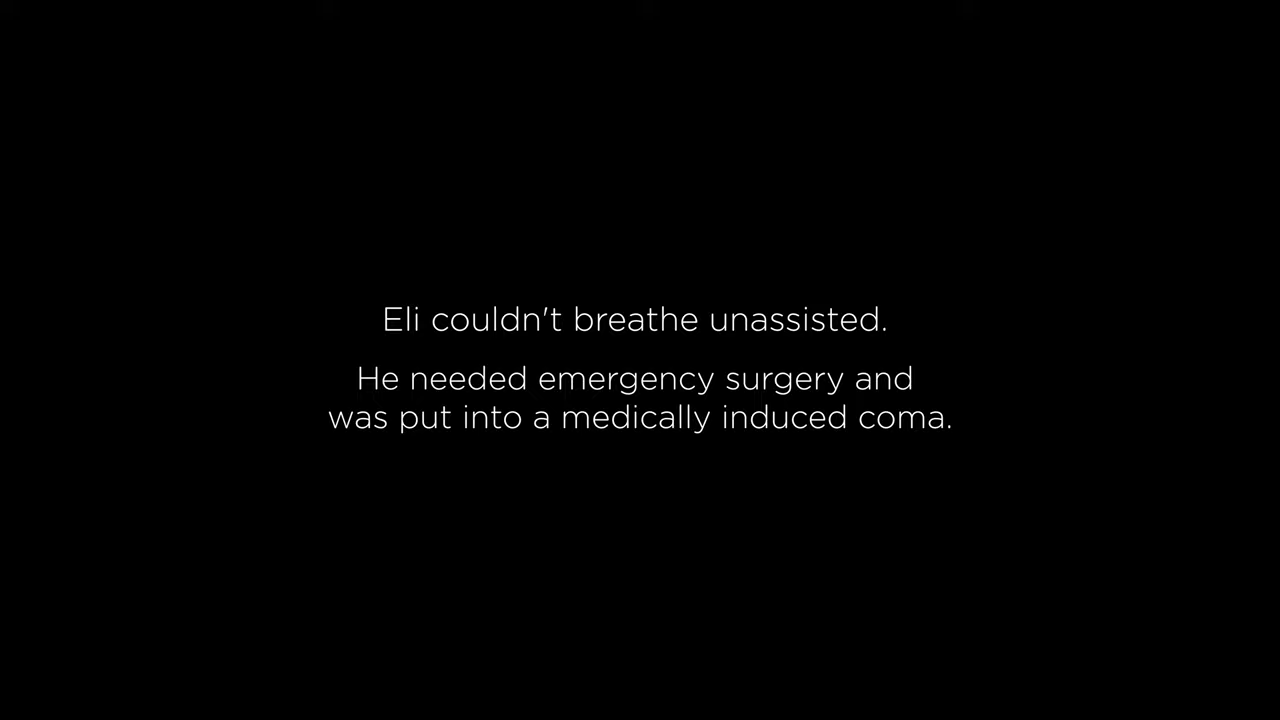 Eli couldn't breathe unassisted.
He needed emergency surgery and
was put into a medically induced coma.